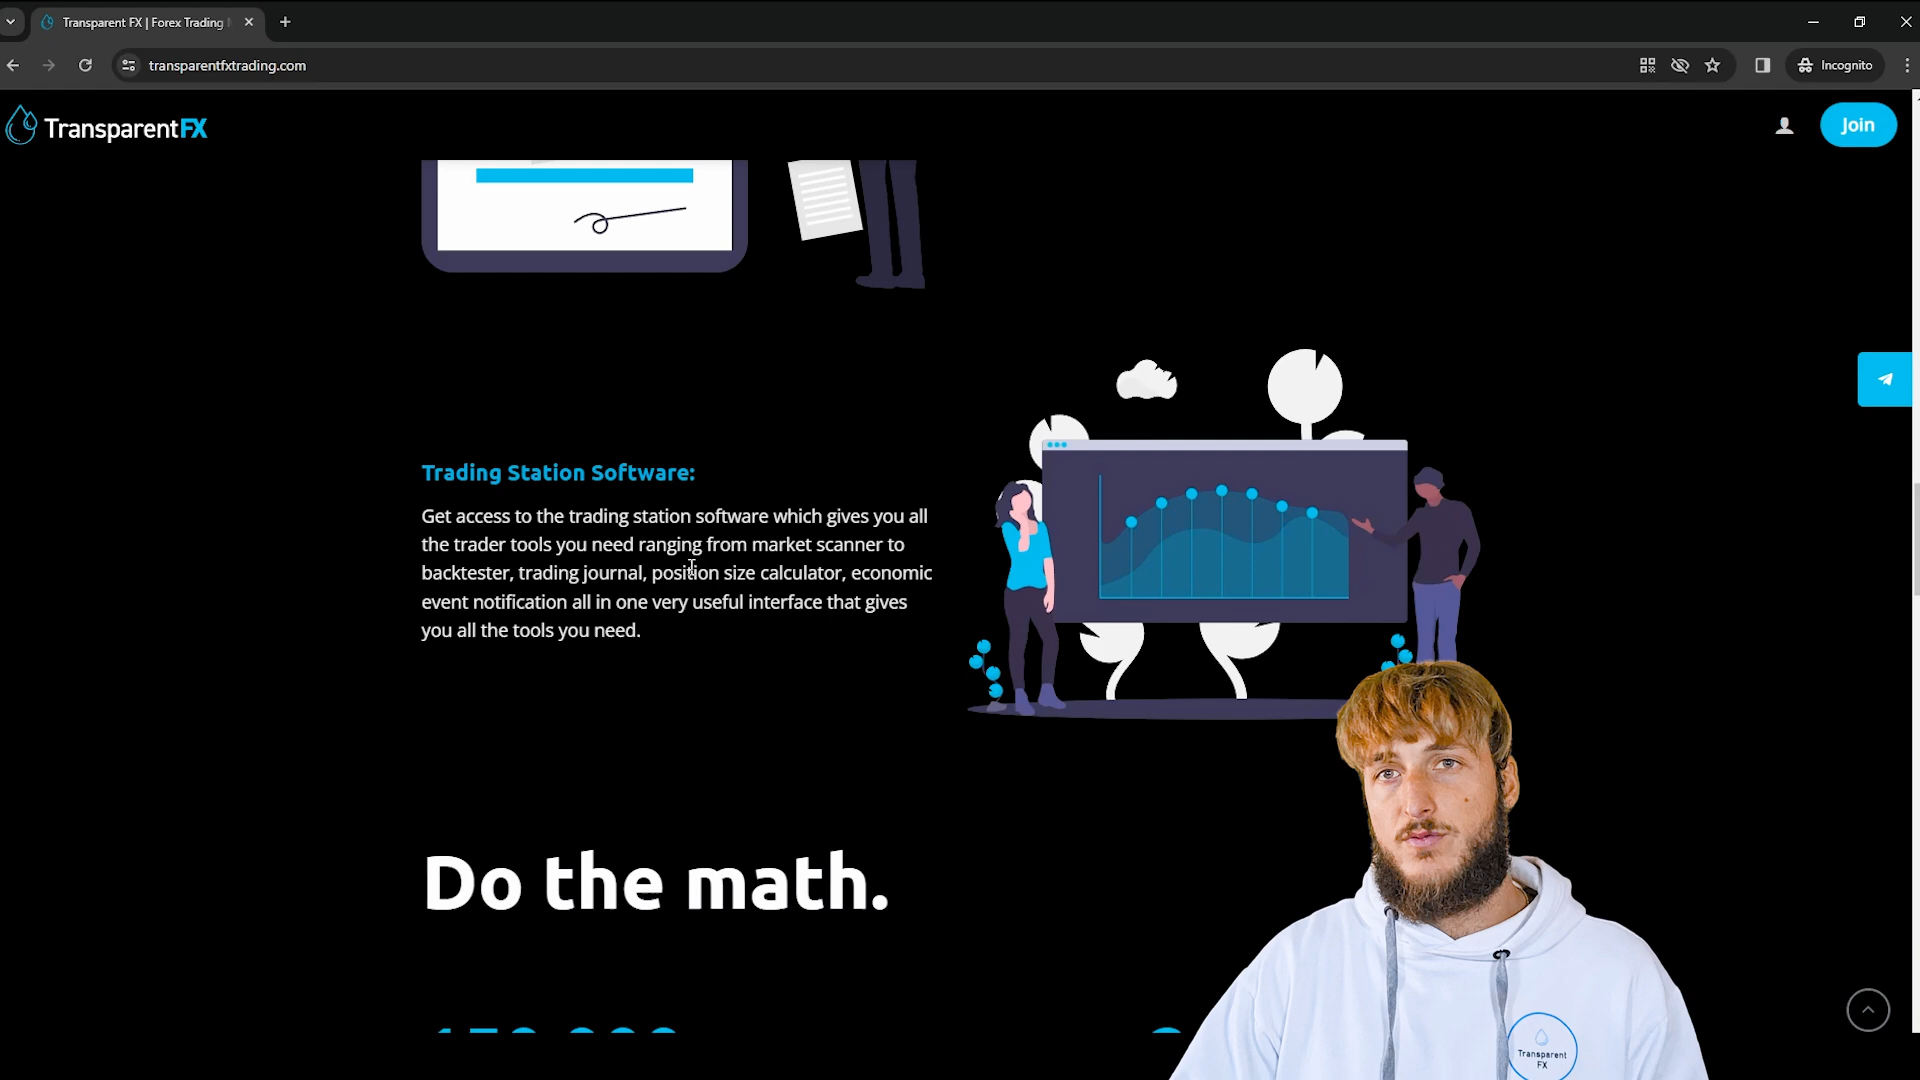 Transparent FX | Forex Trading
transparentfxtrading.com
Incognito
TransparentFX
Join
Trading Station Software:
Get access to the trading station software which gives you all
the trader tools you need ranging from market scanner to
backtester, trading journal, position size calculator, economic
event notification all in one very useful interface that gives
you all the tools you need.
Do the math.
Transparent
FX